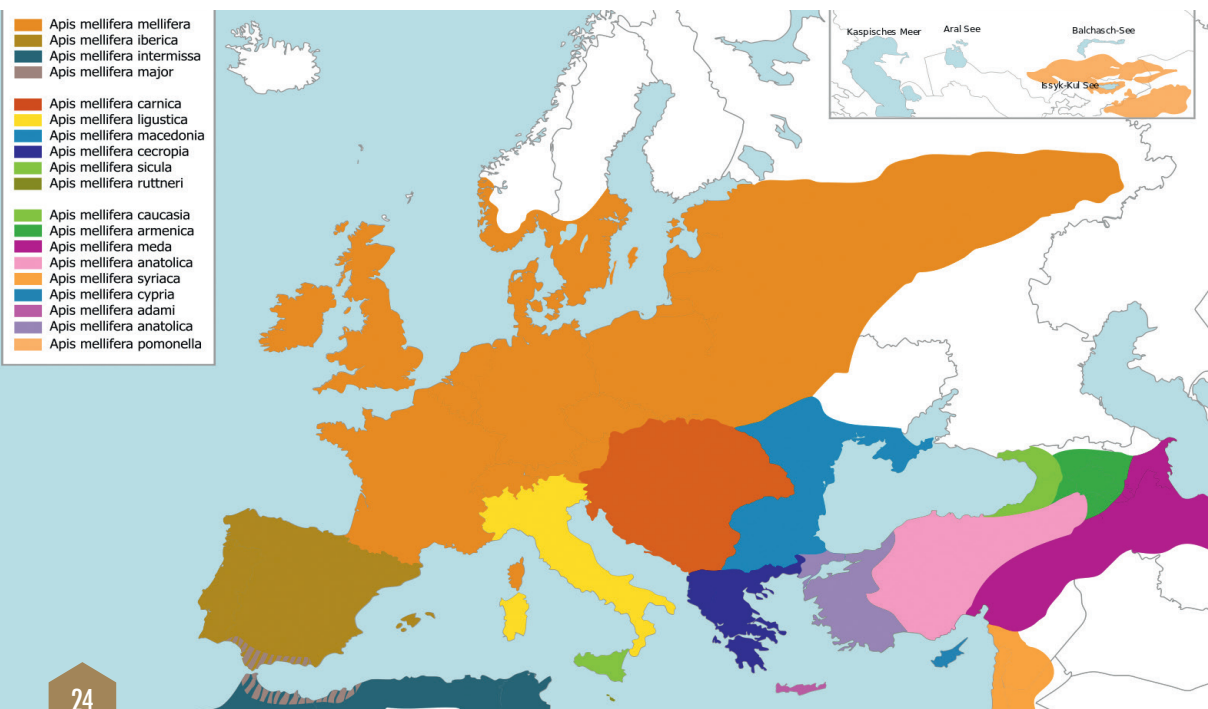 Apis mellifera mellifera
Apis mellifera iberica
Apis mellifera intermissa
Apis mellifera major
Apis mellifera carnica
Apis mellifera ligustica
Apis mellifera macedonia
Apis mellifera cecropia
Apis mellifera sicula
Apis mellifera ruttneri
Apis mellifera caucasia
Apis mellifera armenica
Apis mellifera meda
Apis mellifera anatolica
Apis mellifera syriaca
Apis mellifera cypria
Apis mellifera adami
Apis mellifera anatolica
Apis mellifera pomonella
Kaspisches Meer
Aral See
Balchasch-See
Issyk-Kul See
24